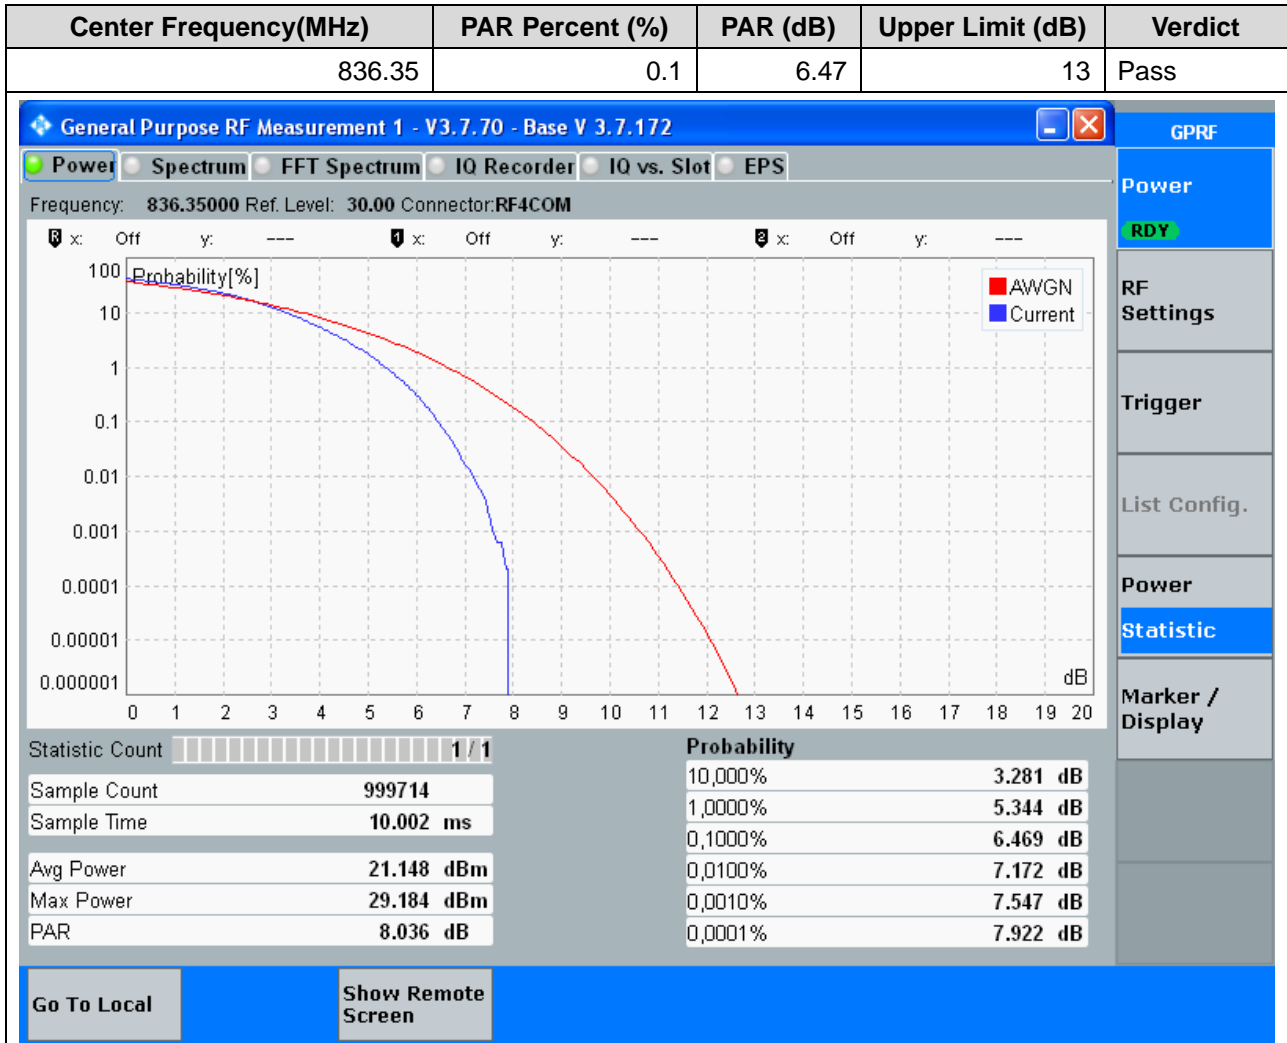 Center Frequency(MHz) PAR Percent (%) PAR (dB) Upper Limit (dB) Verdict
836.35 0.1 6.47 13 Pass
General Purpose RF Measurement 1 - V3.7.70 - Base V 3.7.172
GPRF
Power Spectrum FFT Spectrum IQ Recorder IQ vs. Slot EPS
Frequency: 836.35000 Ref. Level: 30.00 Connector:RF4COM
R x: Off y: --- 1 x: Off y: --- 2 x: Off y: ---
Probability[%]
AWGN
Current
100
10
1
0.1
0.01
0.001
0.0001
0.00001
0.000001
dB
0 1 2 3 4 5 6 7 8 9 10 11 12 13 14 15 16 17 18 19 20
Statistic Count 1 / 1
Sample Count 999714
Sample Time 10.002 ms
Avg Power 21.148 dBm
Max Power 29.184 dBm
PAR 8.036 dB
Probability
10,000% 3.281 dB
1,0000% 5.344 dB
0,1000% 6.469 dB
0,0100% 7.172 dB
0,0010% 7.547 dB
0,0001% 7.922 dB
Power
RDY
RF
Settings
Trigger
List Config.
Power
Statistic
Marker /
Display
Go To Local
Show Remote
Screen